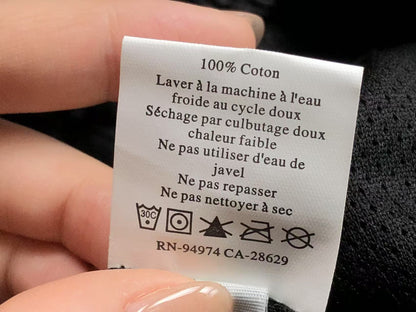 100% Coton
Laver à la machine à l'eau
froide au cycle doux
Séchage par culbutage doux
chaleur faible
Ne pas utiliser d'eau de
javel
Ne pas repasser
Ne pas nettoyer à sec
30C
RN-94974 CA-28629